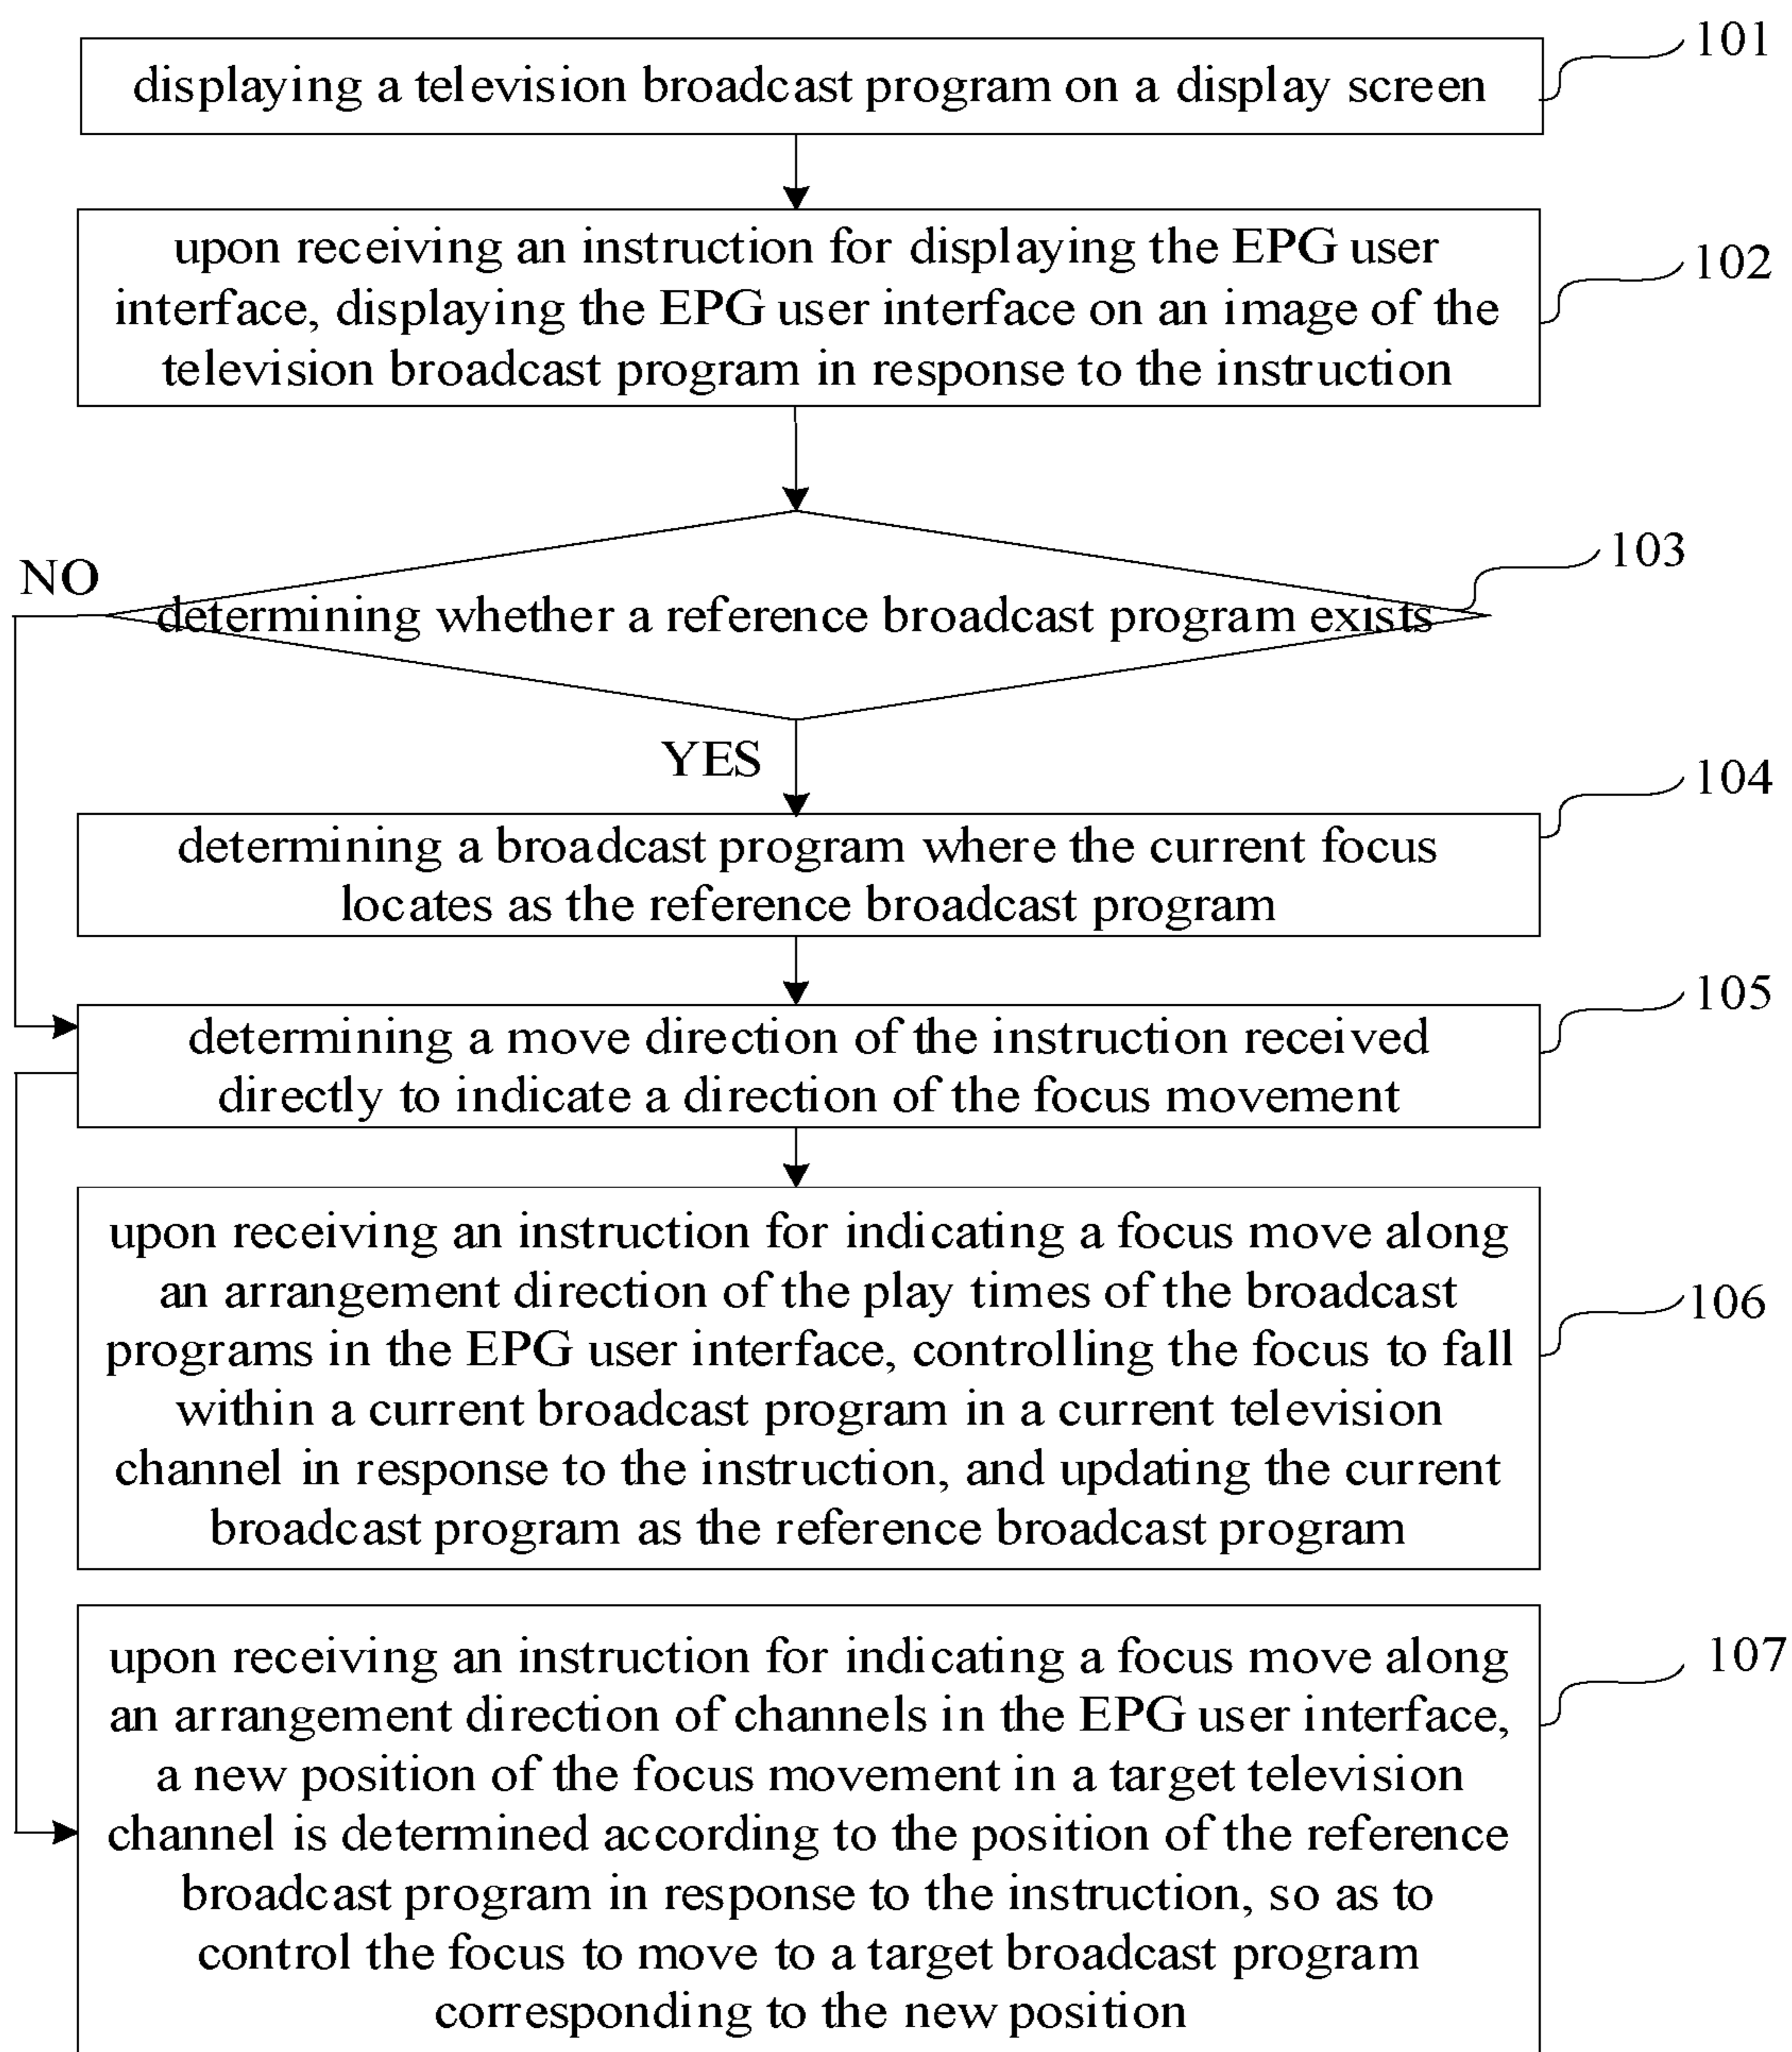 101
displaying a television broadcast program on a display screen
upon receiving an instruction for displaying the EPG user
interface, displaying the EPG user interface on an image of the
television broadcast program in response to the instruction
102
NO
determining whether a reference broadcast program exists
103
YES
determining a broadcast program where the current focus
locates as the reference broadcast program
104
determining a move direction of the instruction received
directly to indicate a direction of the focus movement
105
upon receiving an instruction for indicating a focus move along
an arrangement direction of the play times of the broadcast
programs in the EPG user interface, controlling the focus to fall
within a current broadcast program in a current television
channel in response to the instruction, and updating the current
broadcast program as the reference broadcast program
106
upon receiving an instruction for indicating a focus move along
an arrangement direction of channels in the EPG user interface,
a new position of the focus movement in a target television
channel is determined according to the position of the reference
broadcast program in response to the instruction, so as to
control the focus to move to a target broadcast program
corresponding to the new position
107